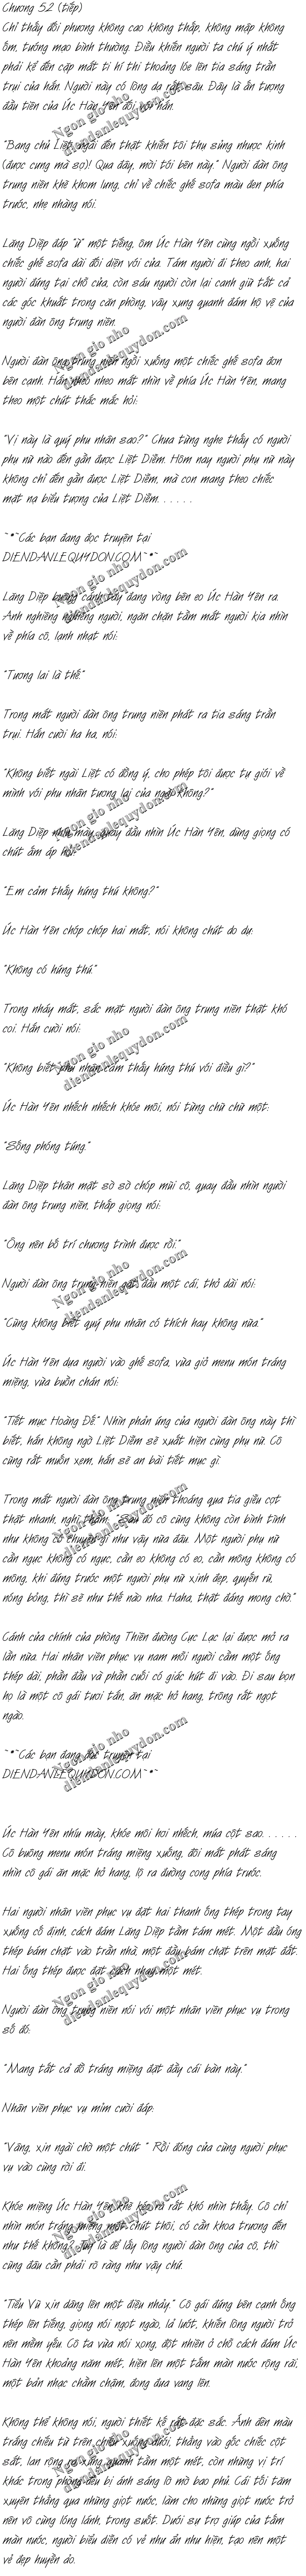 Chương 52 (tiếp)
Chỉ thấy đối phương không cao không thấp, không mập không
ốm, tướng mạo bình thường. Điều khiến người ta chú ý nhất
phải kể đến cặp mắt ti hí thi thoảng lóe lên tia sáng trần
trụi của hắn. Người này có lòng dạ rất sâu. Đây là ấn tượng
đầu tiên của Úc Hàn Yên đối với hắn.
"Bang chủ Liệt ngài đến thật khiến tôi thụ sủng nhược kinh
(được cưng mà sợ)! Qua đây, mời tôi bên này." Người đàn ông
trung niên khẽ khom lưng, chỉ về chiếc ghế sofa màu đen phía
trước, nhẹ nhàng nói.
Lăng Diệp đáp "ừ" một tiếng, ôm Úc Hàn Yên cùng ngồi xuống
chiếc ghế sofa dài đối diện với cửa. Tám người đi theo anh, hai
người đứng tại chỗ cửa, còn sáu người còn lại canh giữ tất cả
các góc khuất trong căn phòng, vây xung quanh đám hộ vệ của
người đàn ông trung niên.
Người đàn ông trung niên ngồi xuống một chiếc ghế sofa đơn
bên cạnh. Hắn nheo nheo mắt nhìn về phía Úc Hàn Yên, mang
theo một chút thắc mắc hỏi:
"Vị này là quý phu nhân sao?" Chưa từng nghe thấy có người
phụ nữ nào đến gần được Liệt Diễm. Hôm nay người phụ nữ này
không chỉ đến gần được Liệt Diễm, mà còn mang theo chiếc
mặt nạ biểu tượng của Liệt Diễm. . . . . .
~*~Các bạn đang đọc truyện tại
DIENDANLEQUYDON.COM~*~
Lăng Diệp buông cánh tay đang vòng bên eo Úc Hàn Yên ra.
Anh nghiêng nghiêng người, ngăn chặn tầm mắt người kia nhìn
về phía cô, lạnh nhạt nói:
"Tương lai là thế."
Trong mắt người đàn ông trung niên phát ra tia sáng trần
trụi. Hắn cười ha ha, nói:
"Không biết ngài Liệt có đồng ý, cho phép tôi được tự giới về
mình với phu nhân tương lai của ngài không?"
Lăng Diệp nhíu mày, quay đầu nhìn Úc Hàn Yên, dùng giọng có
chút ấm áp hỏi:
"Em cảm thấy hứng thú không?"
Úc Hàn Yên chớp chớp hai mắt, nói không chút do dự:
"Không có hứng thú."
Trong nháy mắt, sắc mặt người đàn ông trung niên thật khó
coi. Hắn cười nói:
"Không biết phu nhân cảm thấy hứng thú với điều gì?"
Úc Hàn Yên nhếch nhếch khóe môi, nói từng chữ chữ một:
"Sống phóng túng."
Lăng Diệp thân mật sờ sờ chóp mũi cô, quay đầu nhìn người
đàn ông trung niên, thấp giọng nói:
"Ông nên bố trí chương trình được rồi."
Người đàn ông trung niên gật đầu một cái, thở dài nói:
"Cũng không biết quý phu nhân có thích hay không nữa."
Úc Hàn Yên dựa người vào ghế sofa, vừa giở menu món tráng
miệng, vừa buồn chán nói:
"Tiết mục Hoàng Đế." Nhìn phản ứng của người đàn ông này thì
biết, hắn không ngờ Liệt Diễm sẽ xuất hiện cùng phụ nữ. Cô
cũng rất muốn xem, hắn sẽ an bài tiết mục gì.
Trong mắt người đàn ông trung niên thoáng qua tia giễu cợt
thật nhanh, nghĩ thầm: "Sau đó cô cũng không còn bình tĩnh
như không có chuyện gì như vậy nữa đâu. Một người phụ nữ
cần ngực không có ngực, cần eo không có eo, cần mông không có
mông, khi đứng trước một người phụ nữ xinh đẹp, quyến rũ,
nóng bỏng, thì sẽ như thế nào nha. Haha, thật đáng mong chờ."
Cánh cửa chính của phòng Thiên đường Cực Lạc lại được mở ra
lần nữa. Hai nhân viên phục vụ nam mỗi người cầm một ống
thép dài, phần đầu và phần cuối có giác hút đi vào. Đi sau bọn
họ là một cô gái tươi tắn, ăn mặc hở hang, trông rất ngọt
ngào.
~*~Các bạn đang đọc truyện tại
DIENDANLEQUYDON.COM~*~
Úc Hàn Yên nhíu mày, khóe môi hơi nhếch, múa cột sao. . . . . .
Cô buông menu món tráng miệng xuống, đôi mắt phát sáng
nhìn cô gái ăn mặc hở hang, lộ ra đường cong phía trước.
Hai người nhân viên phục vụ đặt hai thanh ống thép trong tay
xuống cố định, cách đám Lăng Diệp tầm tám mét. Một đầu ống
thép bám chặt vào trần nhà, một đầu bám chặt trên mặt đất.
Hai ống thép được đặt cách nhau một mét.
Người đàn ông trung niên nói với một nhân viên phục vụ trong
số đó:
"Mang tất cả đồ tráng miệng đặt đầy cái bàn này."
Nhân viên phục vụ mỉm cười đáp:
"Vâng, xin ngài chờ một chút." Rồi đóng cửa cùng người phục
vụ vào cùng rời đi.
Khóe miệng Úc Hàn Yên khẽ kéo ra rất khó nhìn thấy. Cô chỉ
nhìn món tráng miệng một chút thôi, có cần khoa trương đến
như thế không? Đây là để lấy lòng người đàn ông của cô, thì
cũng đâu cần phải rõ ràng như vậy chứ.
"Tiểu Vũ xin dâng lên một điệu nhảy." Cô gái đứng bên cạnh ống
thép lên tiếng, giọng nói ngọt ngào, lả lướt, khiến lòng người trở
nên mềm yếu. Cô ta vừa nói xong, đột nhiên ở chỗ cách đám Úc
Hàn Yên khoảng năm mét, hiện lên một tấm màn nước rộng rãi,
một bản nhạc chầm chậm, đong đưa vang lên.
Không thể không nói, người thiết kế rất đặc sắc. Ánh đèn màu
trắng chiếu từ trên chiếu xuống dưới, thẳng vào gốc chiếc cột
sắt, lan rộng ra xung quanh tầm một mét, còn những vị trí
khác trong phòng đều bị ánh sáng lờ mờ bao phủ. Cái tối tăm
xuyên thẳng qua những giọt nước, làm cho những giọt nước trở
nên vô cùng lóng lánh, trong suốt. Dưới sự trợ giúp của tấm
màn nước, người biểu diễn có vẻ như ẩn như hiện, tạo nên một
vẻ đẹp huyền ảo.